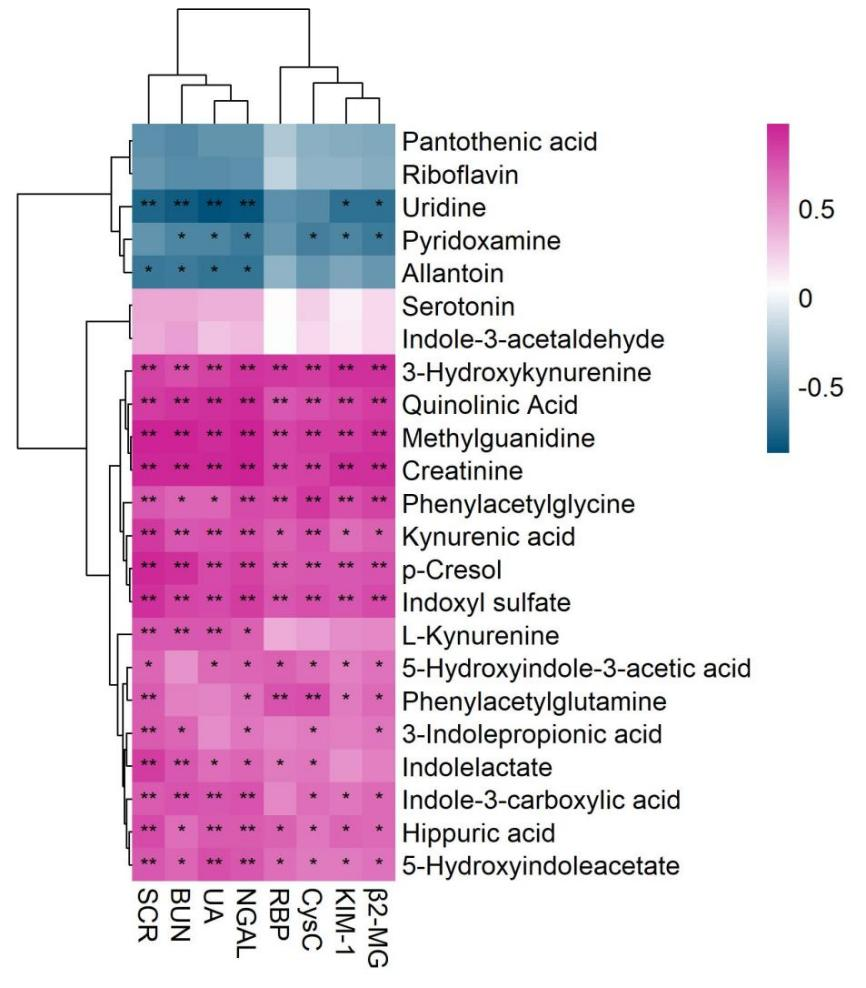 Pantothenic acid
Riboflavin
** ** ** ** * * Uridine
* * * * * * Pyridoxamine
* * * * Allantoin
Serotonin
Indole-3-acetaldehyde
** ** ** ** ** ** ** ** 3-Hydroxykynurenine
** ** ** ** ** ** ** ** Quinolinic Acid
** ** ** ** ** ** ** ** Methylguanidine
** ** ** ** ** ** ** ** Creatinine
** * * ** ** ** ** ** Phenylacetylglycine
** ** ** ** * ** * * Kynurenic acid
** ** ** ** ** ** ** ** p-Cresol
** ** ** ** ** ** ** ** Indoxyl sulfate
** ** ** * L-Kynurenine
* * * * * * * 5-Hydroxyindole-3-acetic acid
** * ** ** * * Phenylacetylglutamine
** * * * * 3-Indolepropionic acid
** ** * * * * Indolelactate
** ** ** ** * * * Indole-3-carboxylic acid
** * ** ** * * * * Hippuric acid
** * ** ** * * * * 5-Hydroxyindoleacetate
SCR BUN UA NGAL RBP CysC KIM-1 β2-MG
0.5
0
-0.5